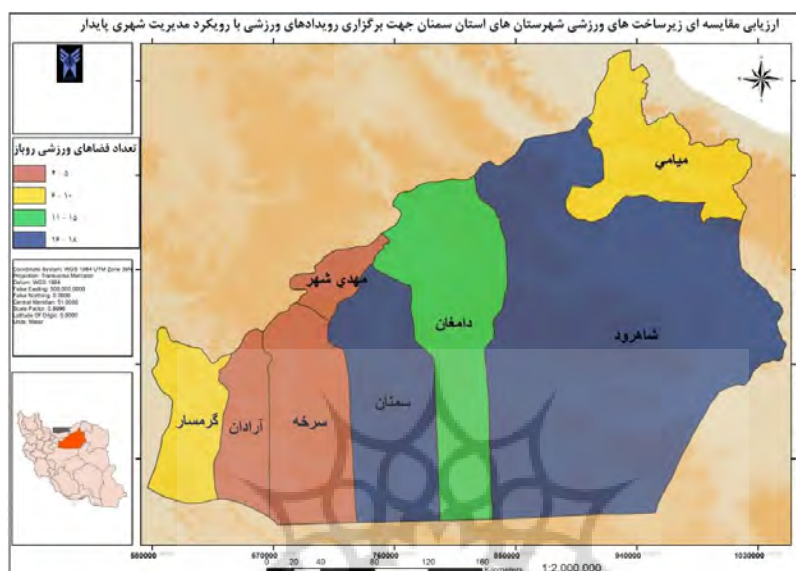 ارزیابی مقایسه ای زیرساخت های ورزشی شهرستان های استان سمنان جهت برگزاری رویدادهای ورزشی با رویکرد مدیریت شهری پایدار
تعداد فضاهای ورزشی روباز
۶ - ۱۰
۱۱ - ۱۵
۱۶ - ۱۸
Coordinate System: WGS 1984 UTM Zone 39N
Projection: Transverse Mercator
Datum: WGS 1984
False Easting: 500,000.0000
False Northing: 0.0000
Central Meridian: 51.0000
Scale Factor: 0.9996
Latitude Of Origin: 0.0000
Units: Meter
میامي
مهدي شهر
دامغان
شاهرود
سمنان
سرخه
آرادان
گرمسار
580000 670000 760000 850000 940000 1030000
0 20 40 80 120 160
Kilometers
1:2,000,000